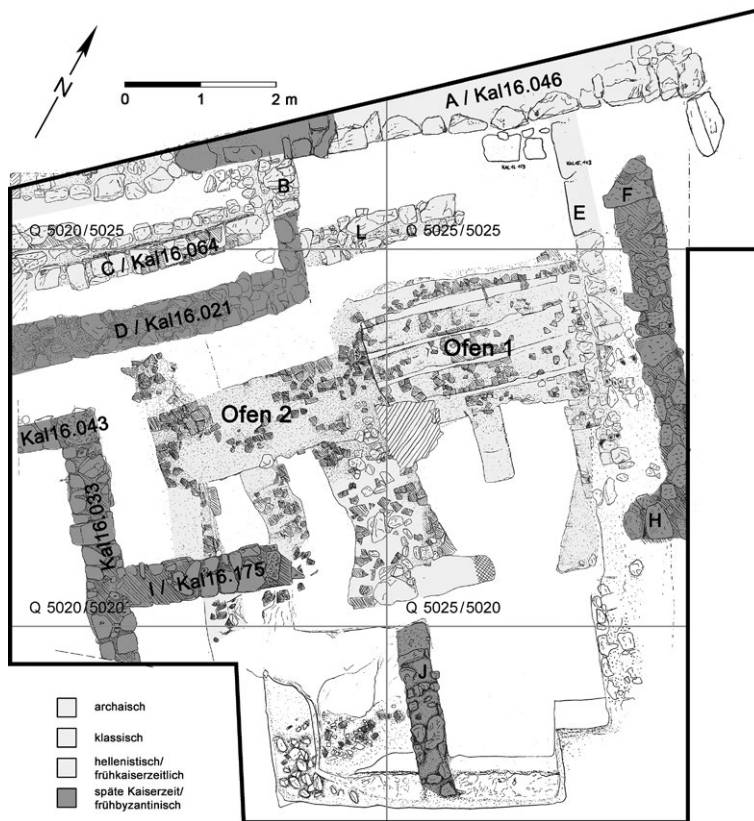 N
0 1 2 m
A / Kal16.046
B
E
F
L
Q 5020/5025
Q 5025/5025
C / Kal16.064
D / Kal16.021
Ofen 1
Ofen 2
Kal16.043
Kal16.033
H
I / Kal16.175
Q 5020/5020
Q 5025/5020
J
archaisch
klassisch
hellenistisch/
frühkaiserzeitlich
späte Kaiserzeit/
frühbyzantinisch